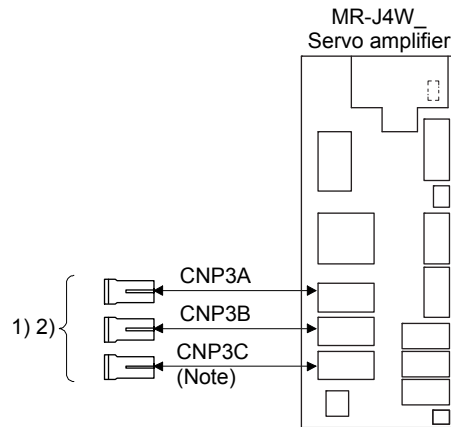 MR-J4W_
Servo amplifier
CNP3A
1) 2)
CNP3B
CNP3C
(Note)